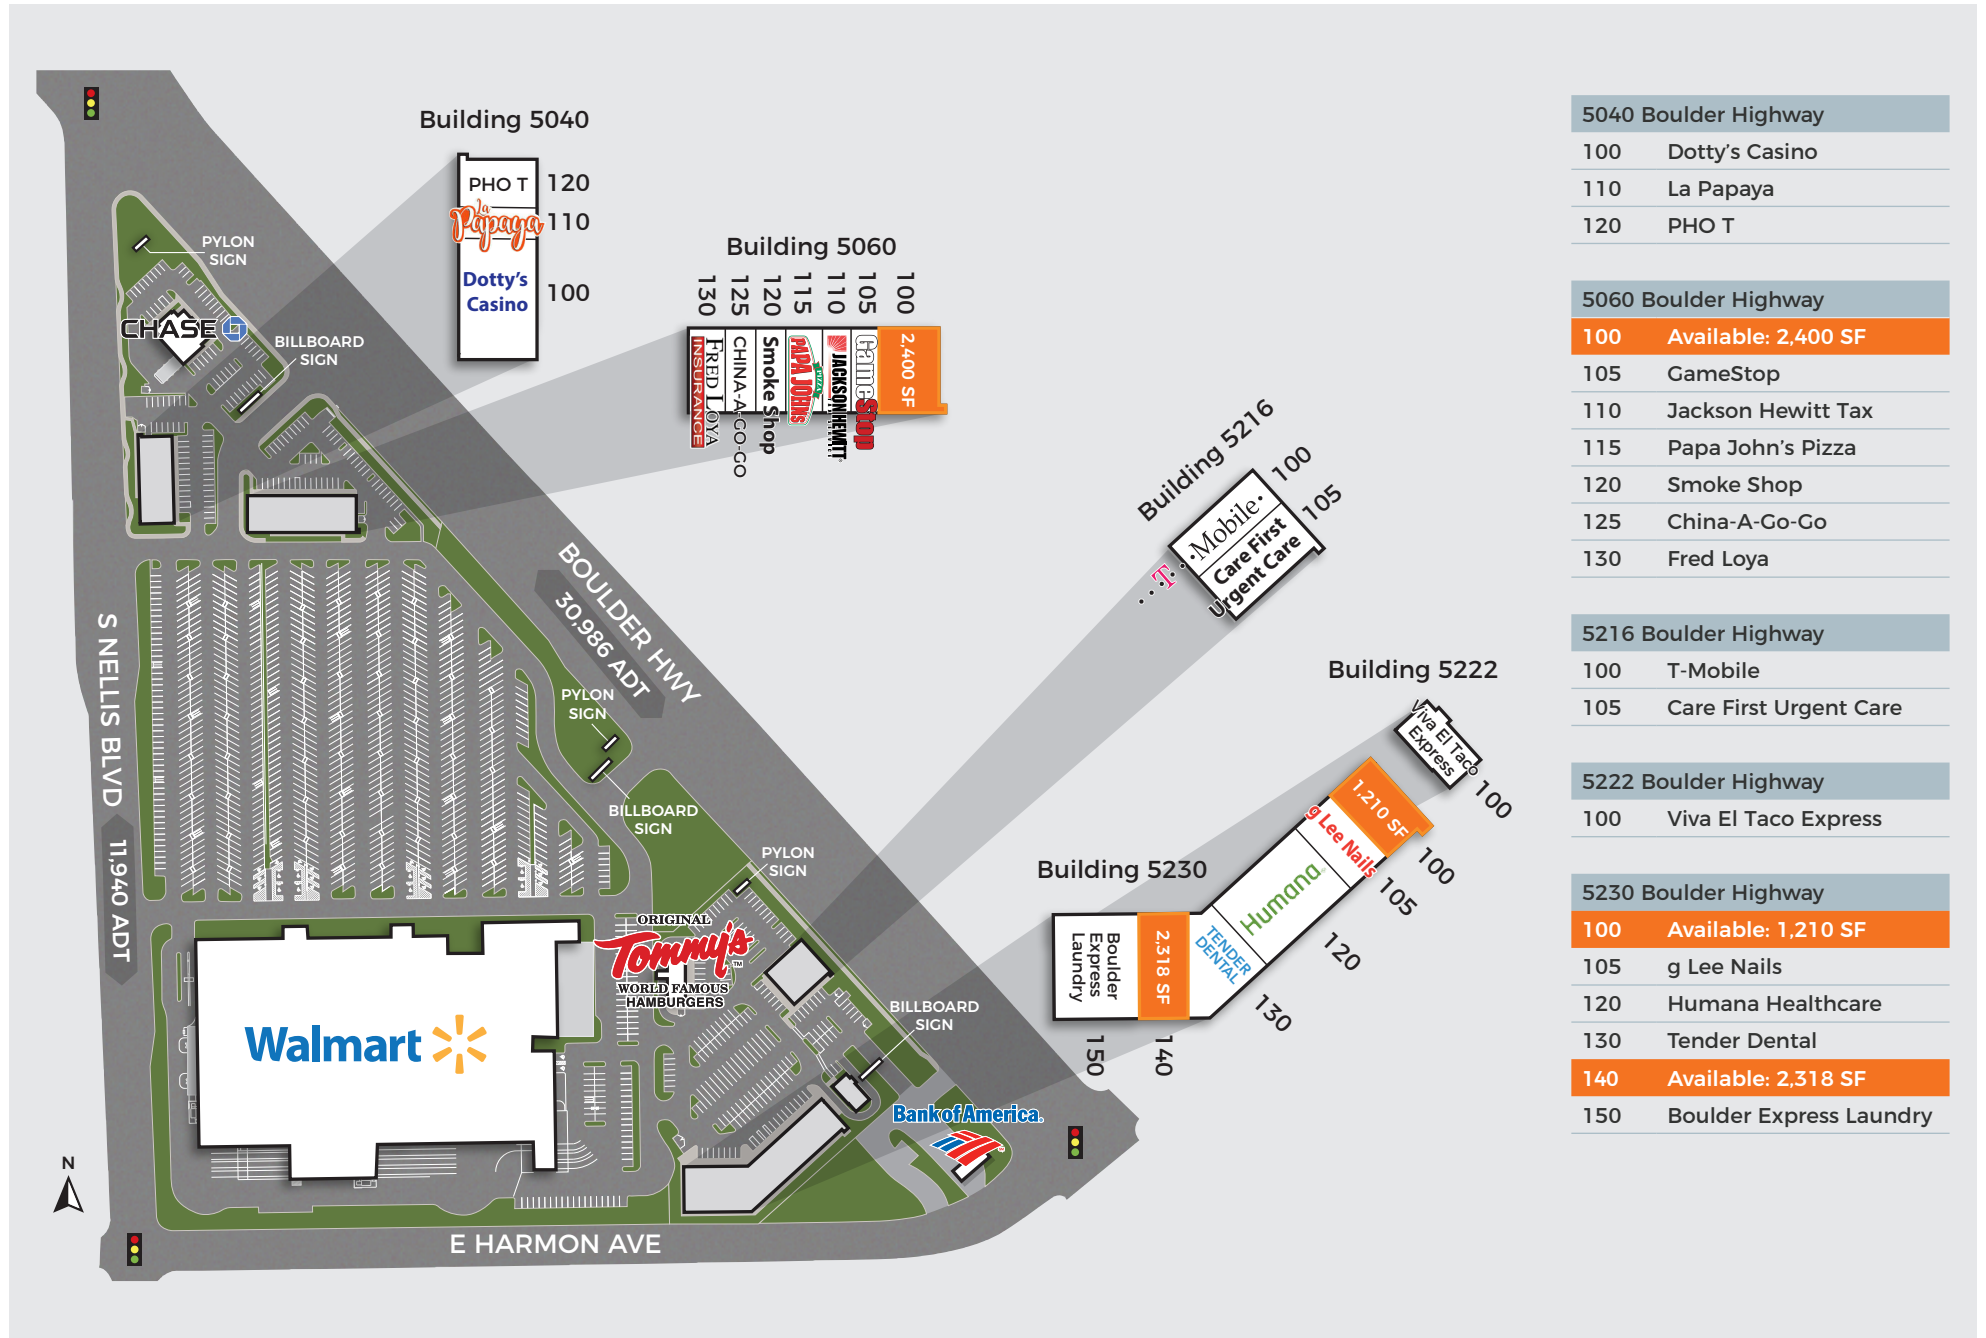 Building 5040
PHO T
120
La
Papaya
110
Dotty's
Casino
100
Building 5060
130
125
120
115
110
105
100
FRED LOYA
INSURANCE
CHINA-A-GO-GO
Smoke Shop
PAPA JOHNS
PIZZA
JACKSON HEWITT
GameStop
2,400 SF
PYLON
SIGN
CHASE
BILLBOARD
SIGN
Building 5216
100
105
T · ·Mobile·
Care First
Urgent Care
BOULDER HWY
30,986 ADT
S NELLIS BLVD
11,940 ADT
PYLON
SIGN
BILLBOARD
SIGN
PYLON
SIGN
Building 5222
Viva El Taco
Express
100
Building 5230
1,210 SF
100
g Lee Nails
105
Humana
120
TENDER
DENTAL
130
2,318 SF
140
Boulder
Express
Laundry
150
ORIGINAL
Tommy's
TM
WORLD FAMOUS
HAMBURGERS
BILLBOARD
SIGN
Walmart
Bank of America
N
E HARMON AVE
5040 Boulder Highway
100 Dotty's Casino
110 La Papaya
120 PHO T
5060 Boulder Highway
100 Available: 2,400 SF
105 GameStop
110 Jackson Hewitt Tax
115 Papa John's Pizza
120 Smoke Shop
125 China-A-Go-Go
130 Fred Loya
5216 Boulder Highway
100 T-Mobile
105 Care First Urgent Care
5222 Boulder Highway
100 Viva El Taco Express
5230 Boulder Highway
100 Available: 1,210 SF
105 g Lee Nails
120 Humana Healthcare
130 Tender Dental
140 Available: 2,318 SF
150 Boulder Express Laundry